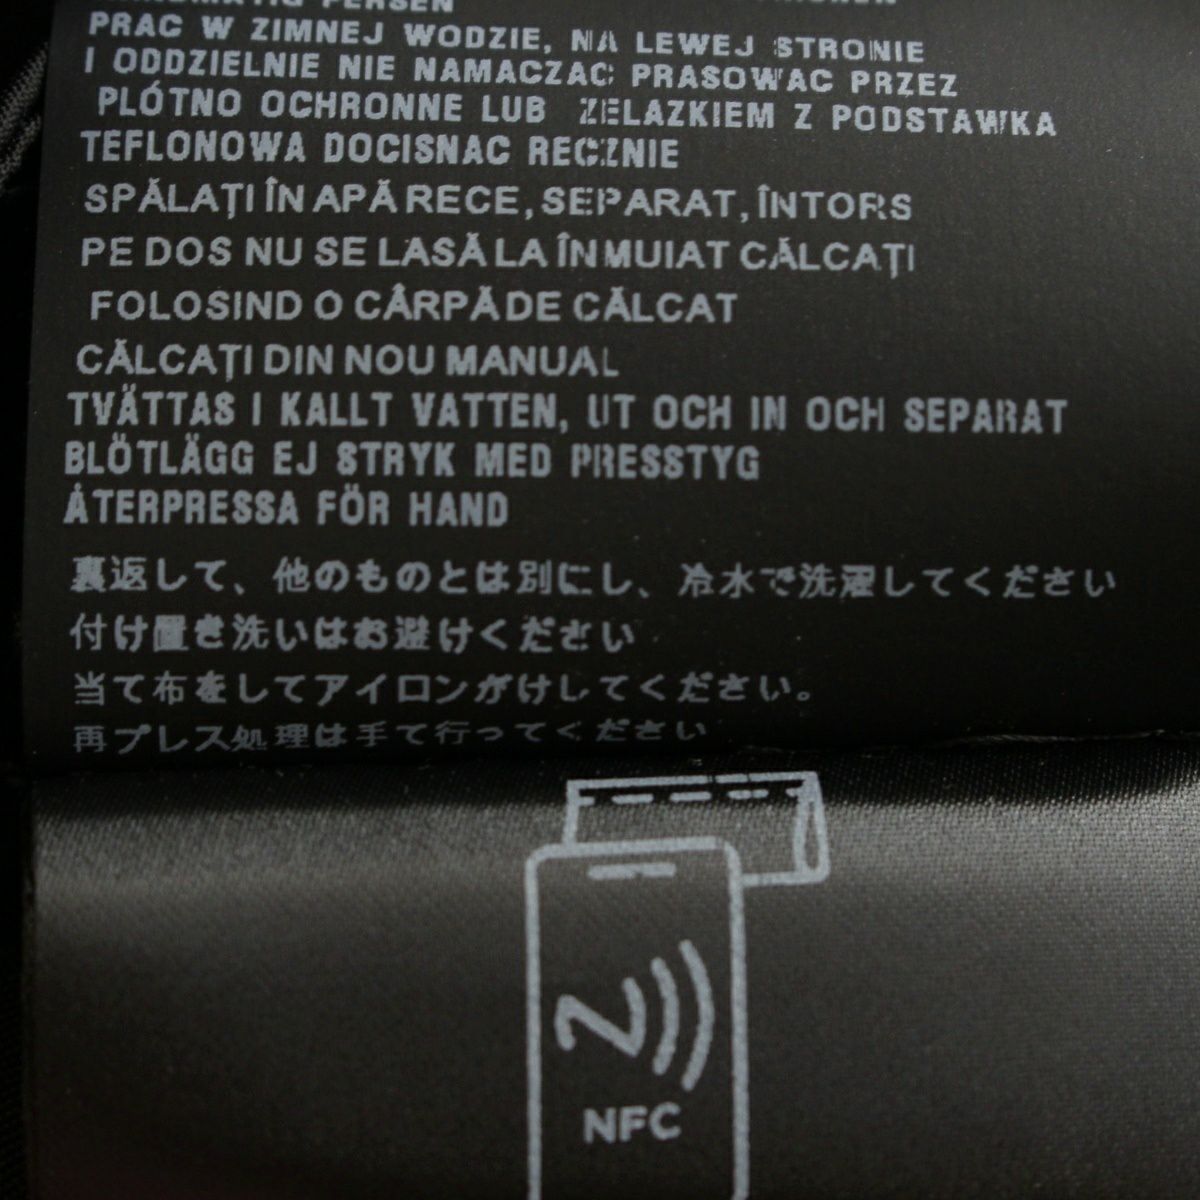 PERSEN
PRAC W ZIMNEJ WODZIE, NA LEWEJ STRONIE
I ODDZIELNIE NIE NAMACZAC PRASOWAC PRZEZ
PLÓTNO OCHRONNE LUB ZELAZKIEM Z PODSTAWKA
TEFLONOWA DOCISNAC RECZNIE
SPĂLAȚI ÎN APĂ RECE, SEPARAT, ÎNTORS
PE DOS NU SE LASĂ LA ÎNMUIAT CĂLCAȚI
FOLOSIND O CÂRPĂ DE CĂLCAT
CĂLCAȚI DIN NOU MANUAL
TVÄTTAS I KALLT VATTEN, UT OCH IN OCH SEPARAT
BLÖTLÄGG EJ STRYK MED PRESSTYG
ÅTERPRESSA FÖR HAND
裏返して、他のものとは別にし、冷水で洗濯してください
付け置き洗いはお避けください
当て布をしてアイロンがけしてください。
再プレス処理は手で行ってください
NFC